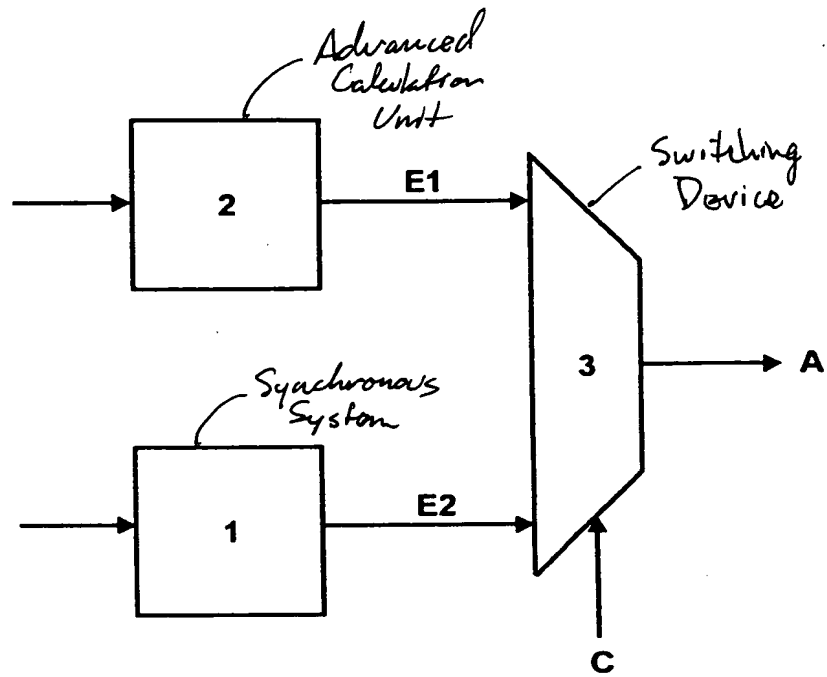 Advanced
Calculation
Unit
2
E1
Switching
Device
3
A
Synchronous
System
1
E2
C